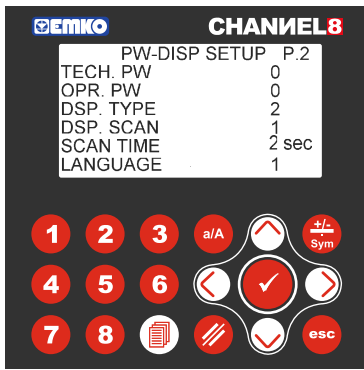 EMKO CHANNEL8
PW-DISP SETUP P.2
TECH. PW 0
OPR. PW 0
DSP. TYPE 2
DSP. SCAN 1
SCAN TIME 2 sec
LANGUAGE 1
1 2 3 a/A +/- Sym
4 5 6
7 8 esc